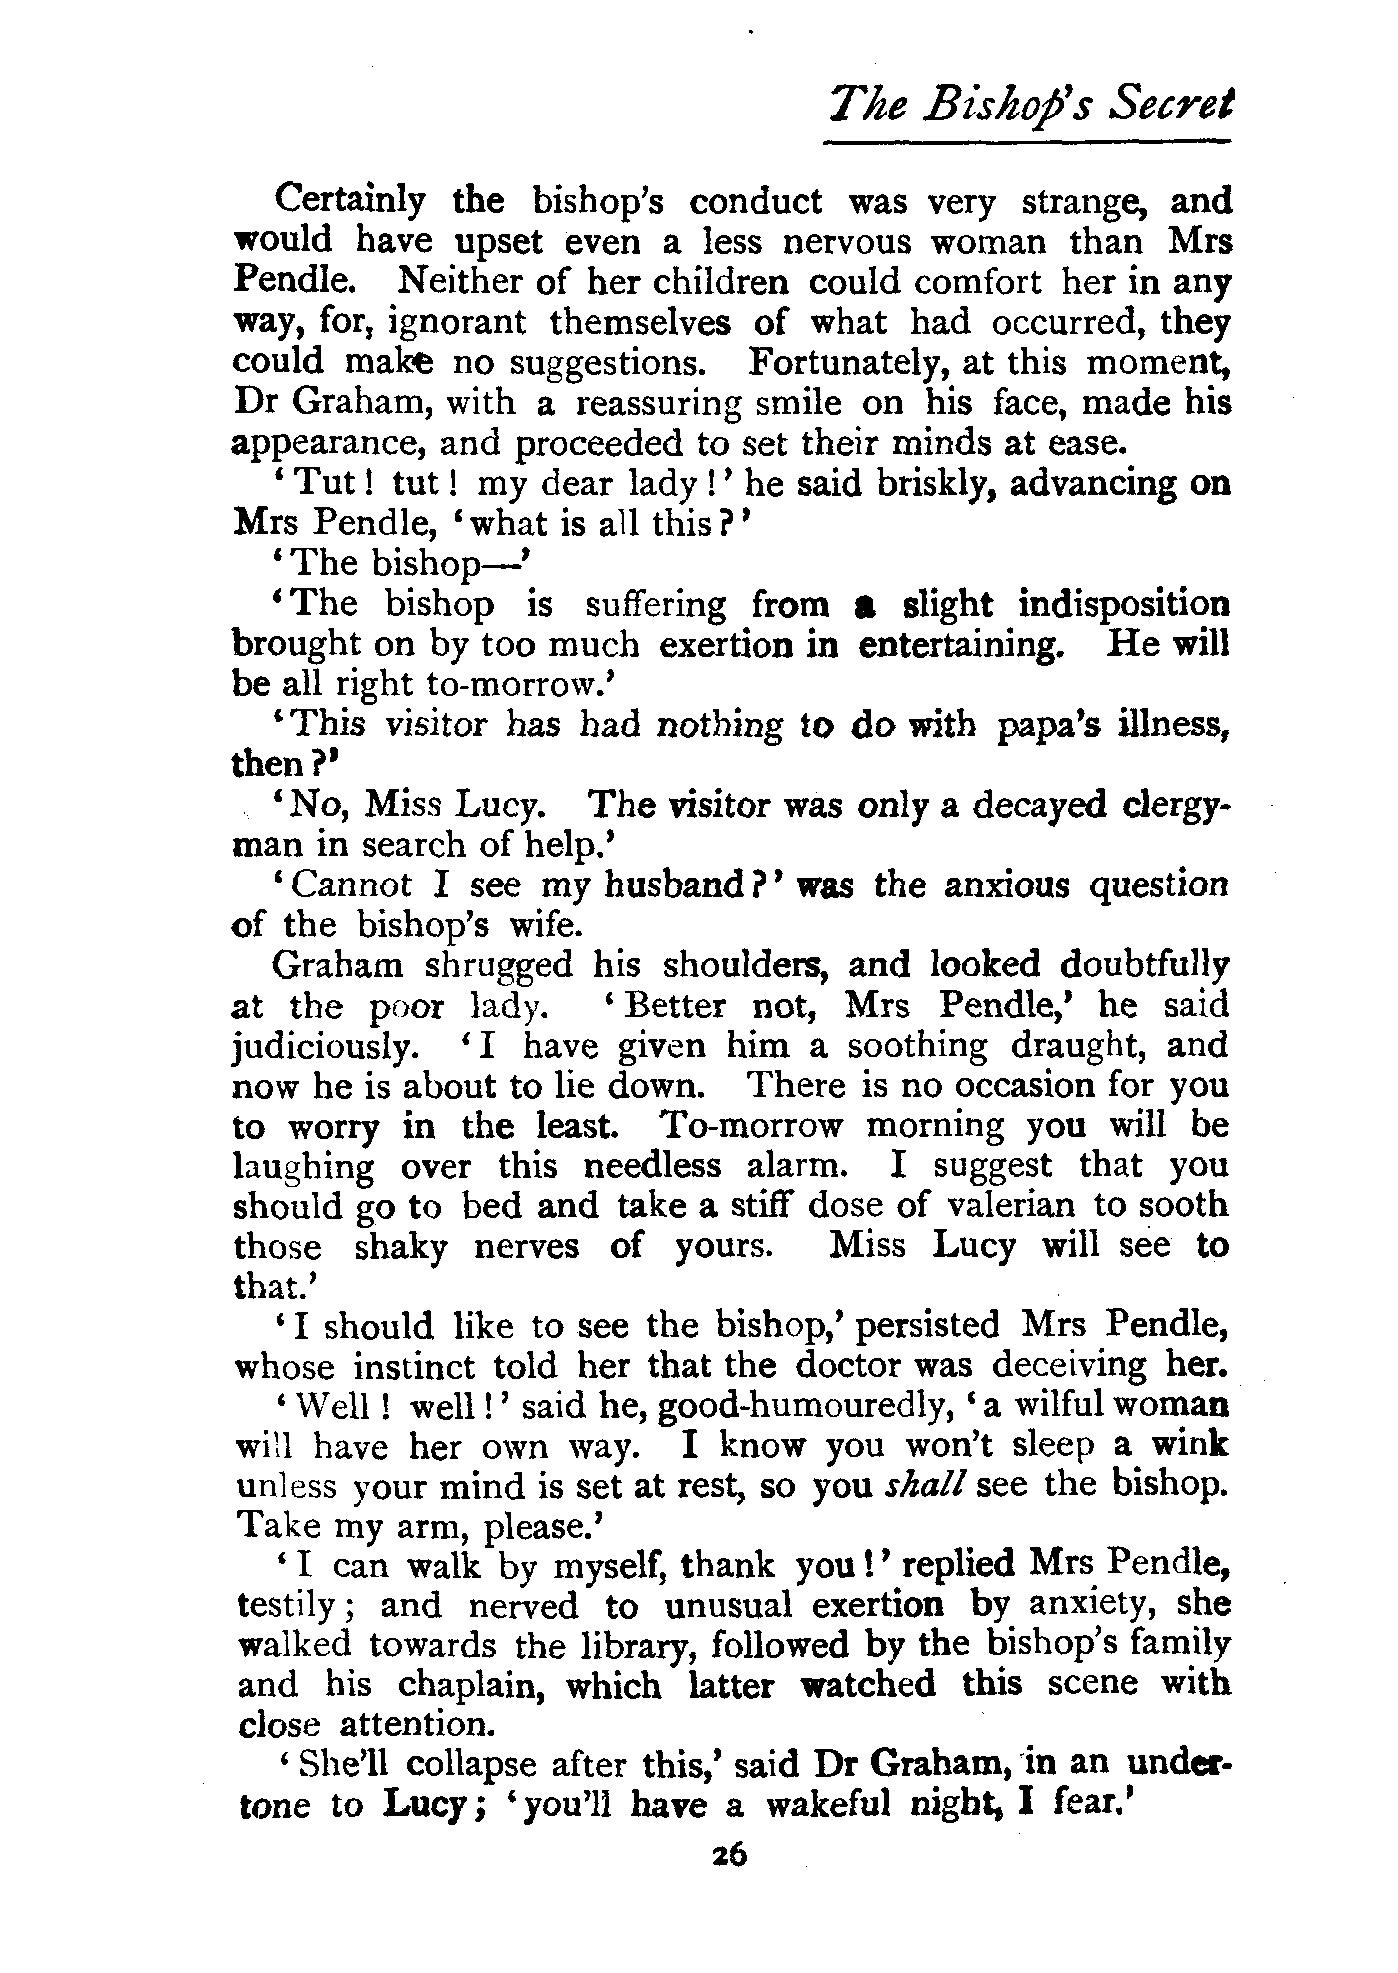 The Bishop's Secret
Certainly the bishop's conduct was very strange, and
would have upset even a less nervous woman than Mrs
Pendle. Neither of her children could comfort her in any
way, for, ignorant themselves of what had occurred, they
could make no suggestions. Fortunately, at this moment,
Dr Graham, with a reassuring smile on his face, made his
appearance, and proceeded to set their minds at ease.
'Tut! tut! my dear lady!' he said briskly, advancing on
Mrs Pendle, 'what is all this?'
'The bishop—'
'The bishop is suffering from a slight indisposition
brought on by too much exertion in entertaining. He will
be all right to-morrow.'
'This visitor has had nothing to do with papa's illness,
then?'
'No, Miss Lucy. The visitor was only a decayed clergy-
man in search of help.'
'Cannot I see my husband?' was the anxious question
of the bishop's wife.
Graham shrugged his shoulders, and looked doubtfully
at the poor lady. 'Better not, Mrs Pendle,' he said
judiciously. 'I have given him a soothing draught, and
now he is about to lie down. There is no occasion for you
to worry in the least. To-morrow morning you will be
laughing over this needless alarm. I suggest that you
should go to bed and take a stiff dose of valerian to sooth
those shaky nerves of yours. Miss Lucy will see to
that.'
'I should like to see the bishop,' persisted Mrs Pendle,
whose instinct told her that the doctor was deceiving her.
'Well! well!' said he, good-humouredly, 'a wilful woman
will have her own way. I know you won't sleep a wink
unless your mind is set at rest, so you shall see the bishop.
Take my arm, please.'
'I can walk by myself, thank you!' replied Mrs Pendle,
testily; and nerved to unusual exertion by anxiety, she
walked towards the library, followed by the bishop's family
and his chaplain, which latter watched this scene with
close attention.
'She'll collapse after this,' said Dr Graham, in an under-
tone to Lucy; 'you'll have a wakeful night, I fear.'
26